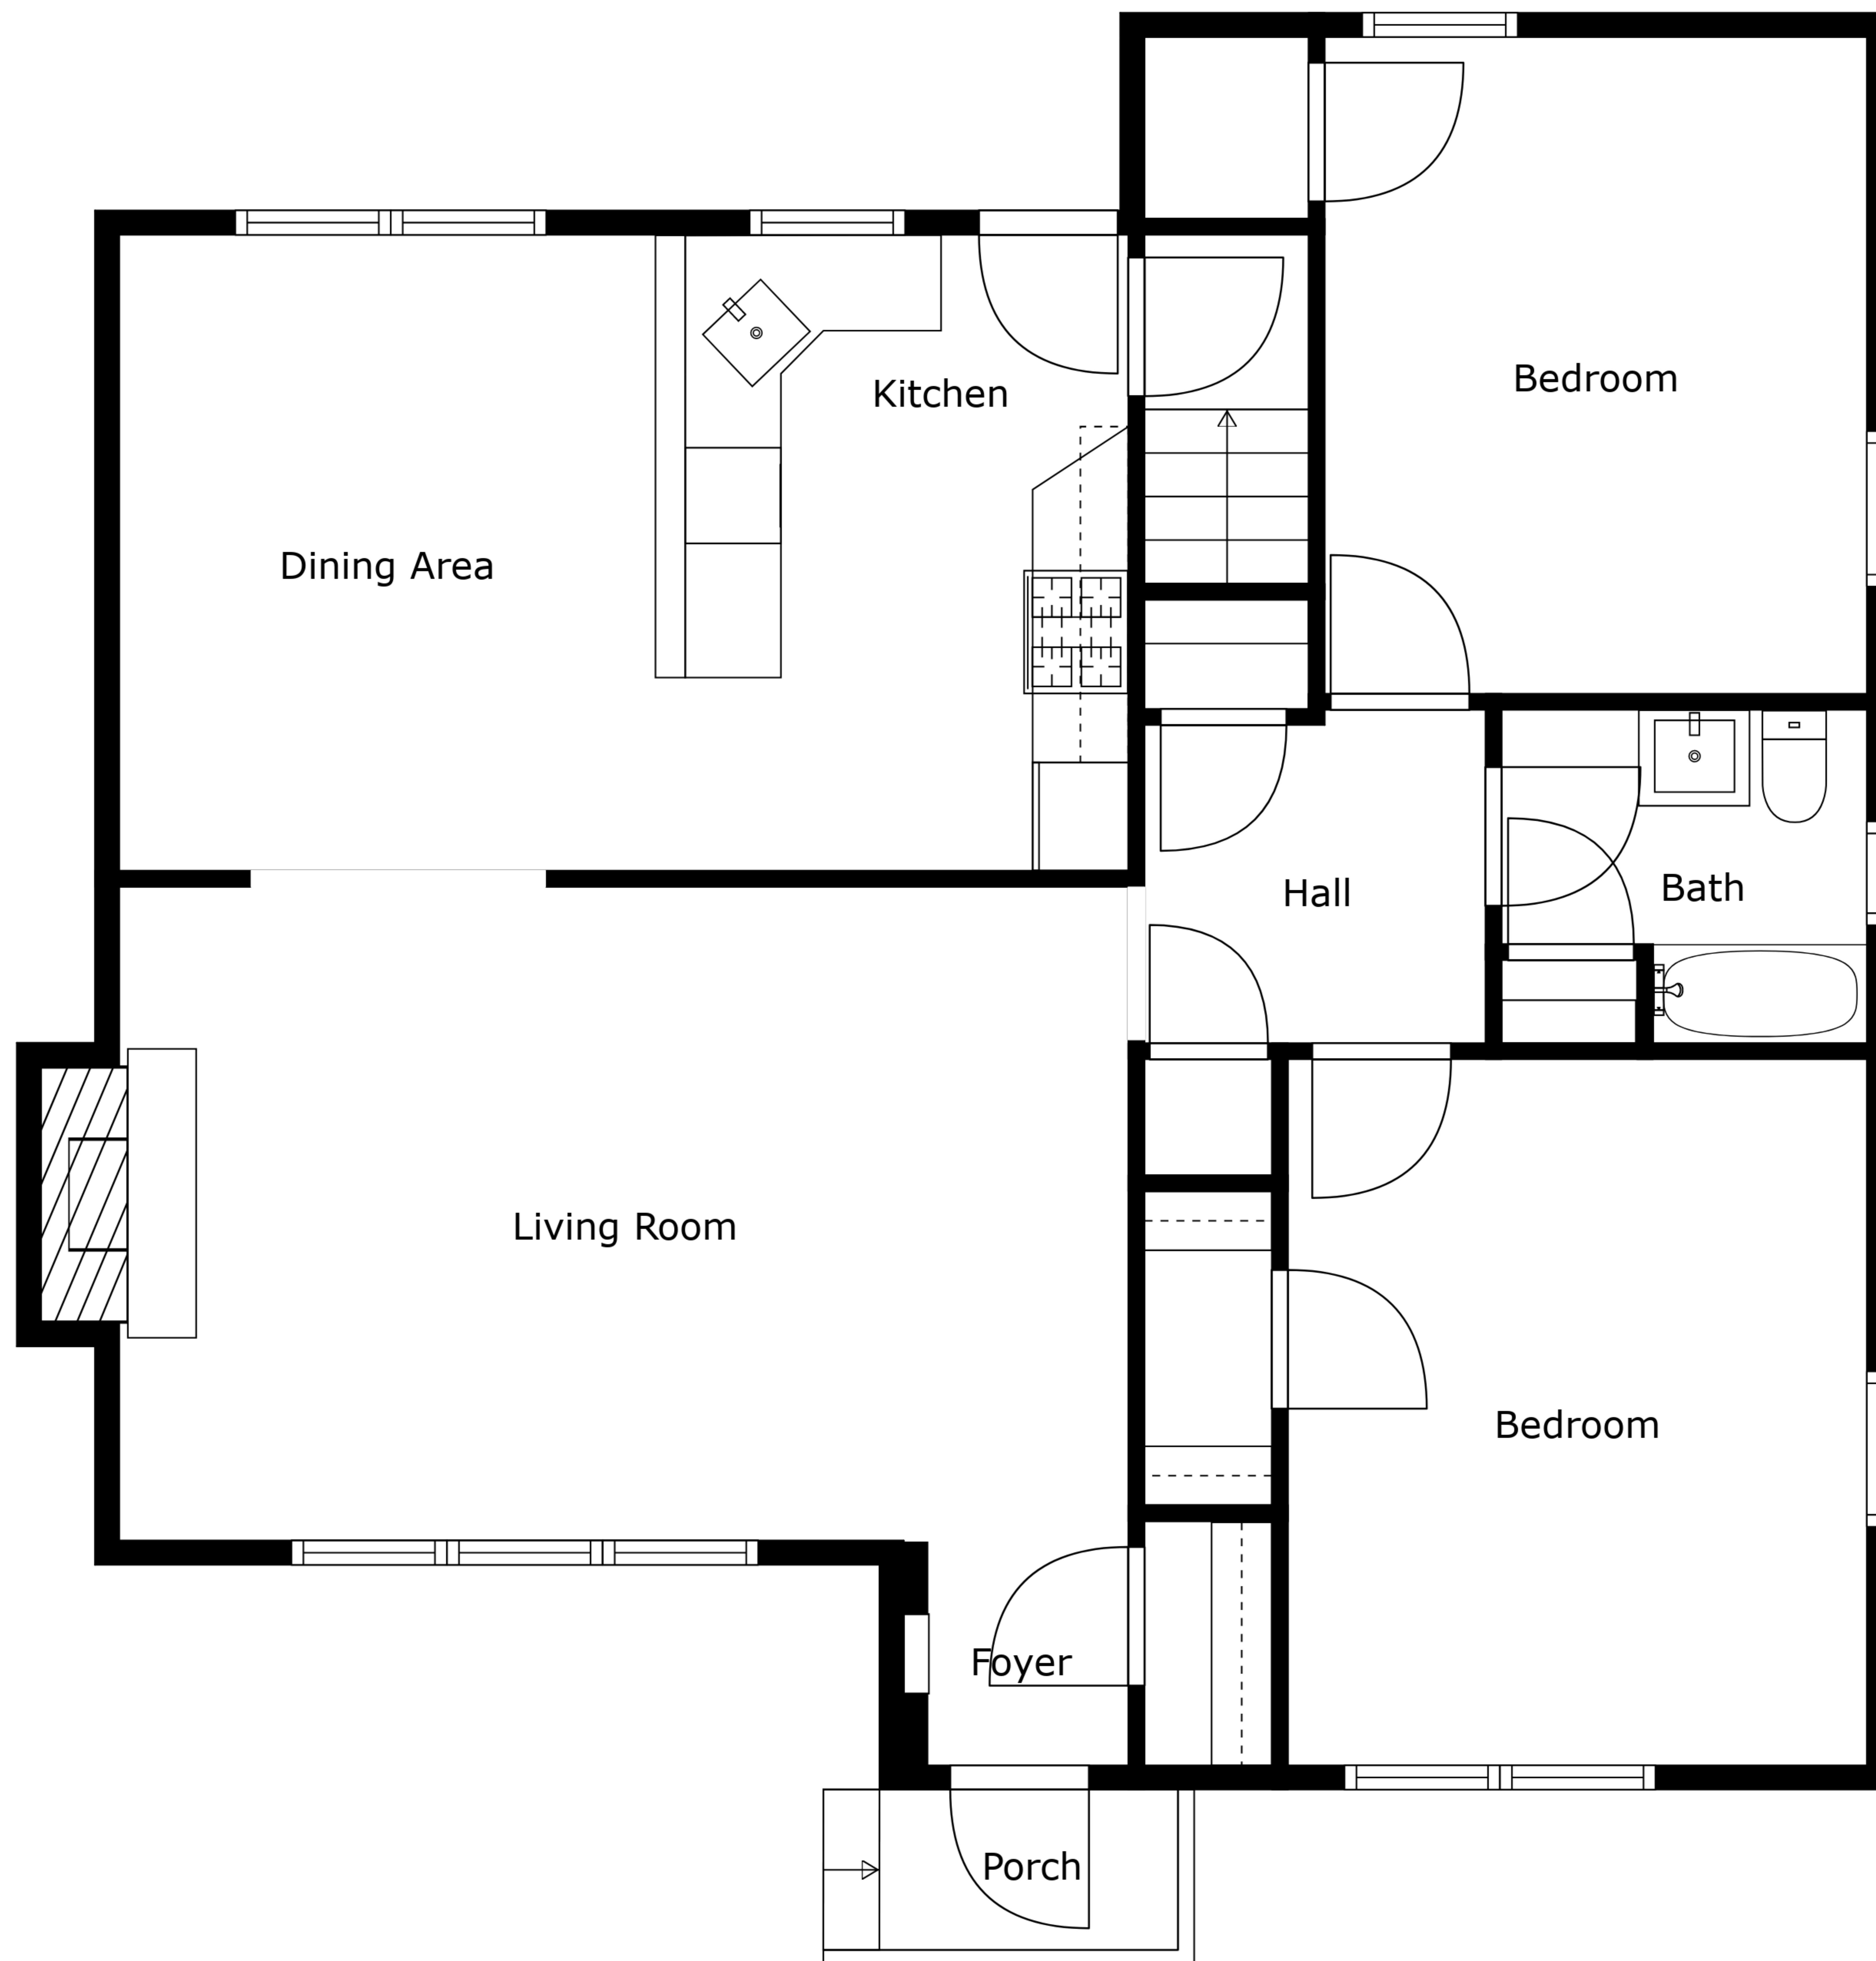 Bedroom
Kitchen
Dining Area
Hall
Bath
Living Room
Bedroom
Foyer
Porch